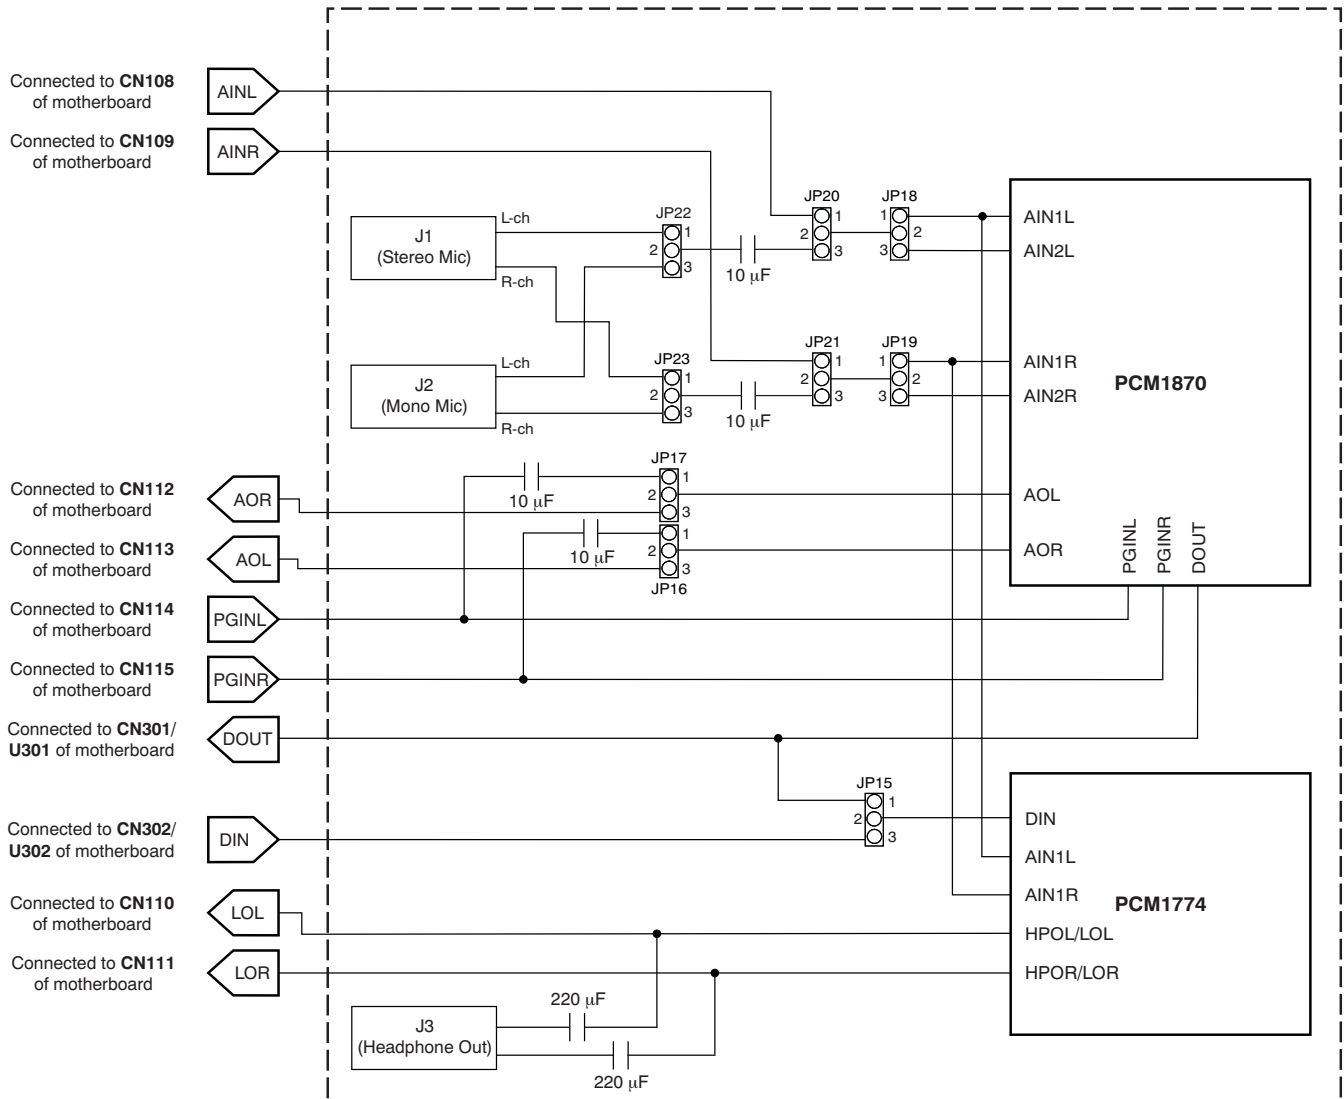 Connected to CN108
of motherboard
AINL
Connected to CN109
of motherboard
AINR
J1
(Stereo Mic)
L-ch
R-ch
JP22
1
2
3
10 μF
JP20
1
2
3
JP18
1
2
3
AIN1L
AIN2L
J2
(Mono Mic)
L-ch
R-ch
JP23
1
2
3
10 μF
JP21
1
2
3
JP19
1
2
3
AIN1R
AIN2R
PCM1870
Connected to CN112
of motherboard
AOR
10 μF
JP17
1
2
3
AOL
Connected to CN113
of motherboard
AOL
10 μF
1
2
3
JP16
AOR
PGINL
PGINR
DOUT
Connected to CN114
of motherboard
PGINL
Connected to CN115
of motherboard
PGINR
Connected to CN301/
U301 of motherboard
DOUT
JP15
1
2
3
Connected to CN302/
U302 of motherboard
DIN
DIN
AIN1L
AIN1R
PCM1774
HPOL/LOL
HPOR/LOR
Connected to CN110
of motherboard
LOL
Connected to CN111
of motherboard
LOR
J3
(Headphone Out)
220 μF
220 μF